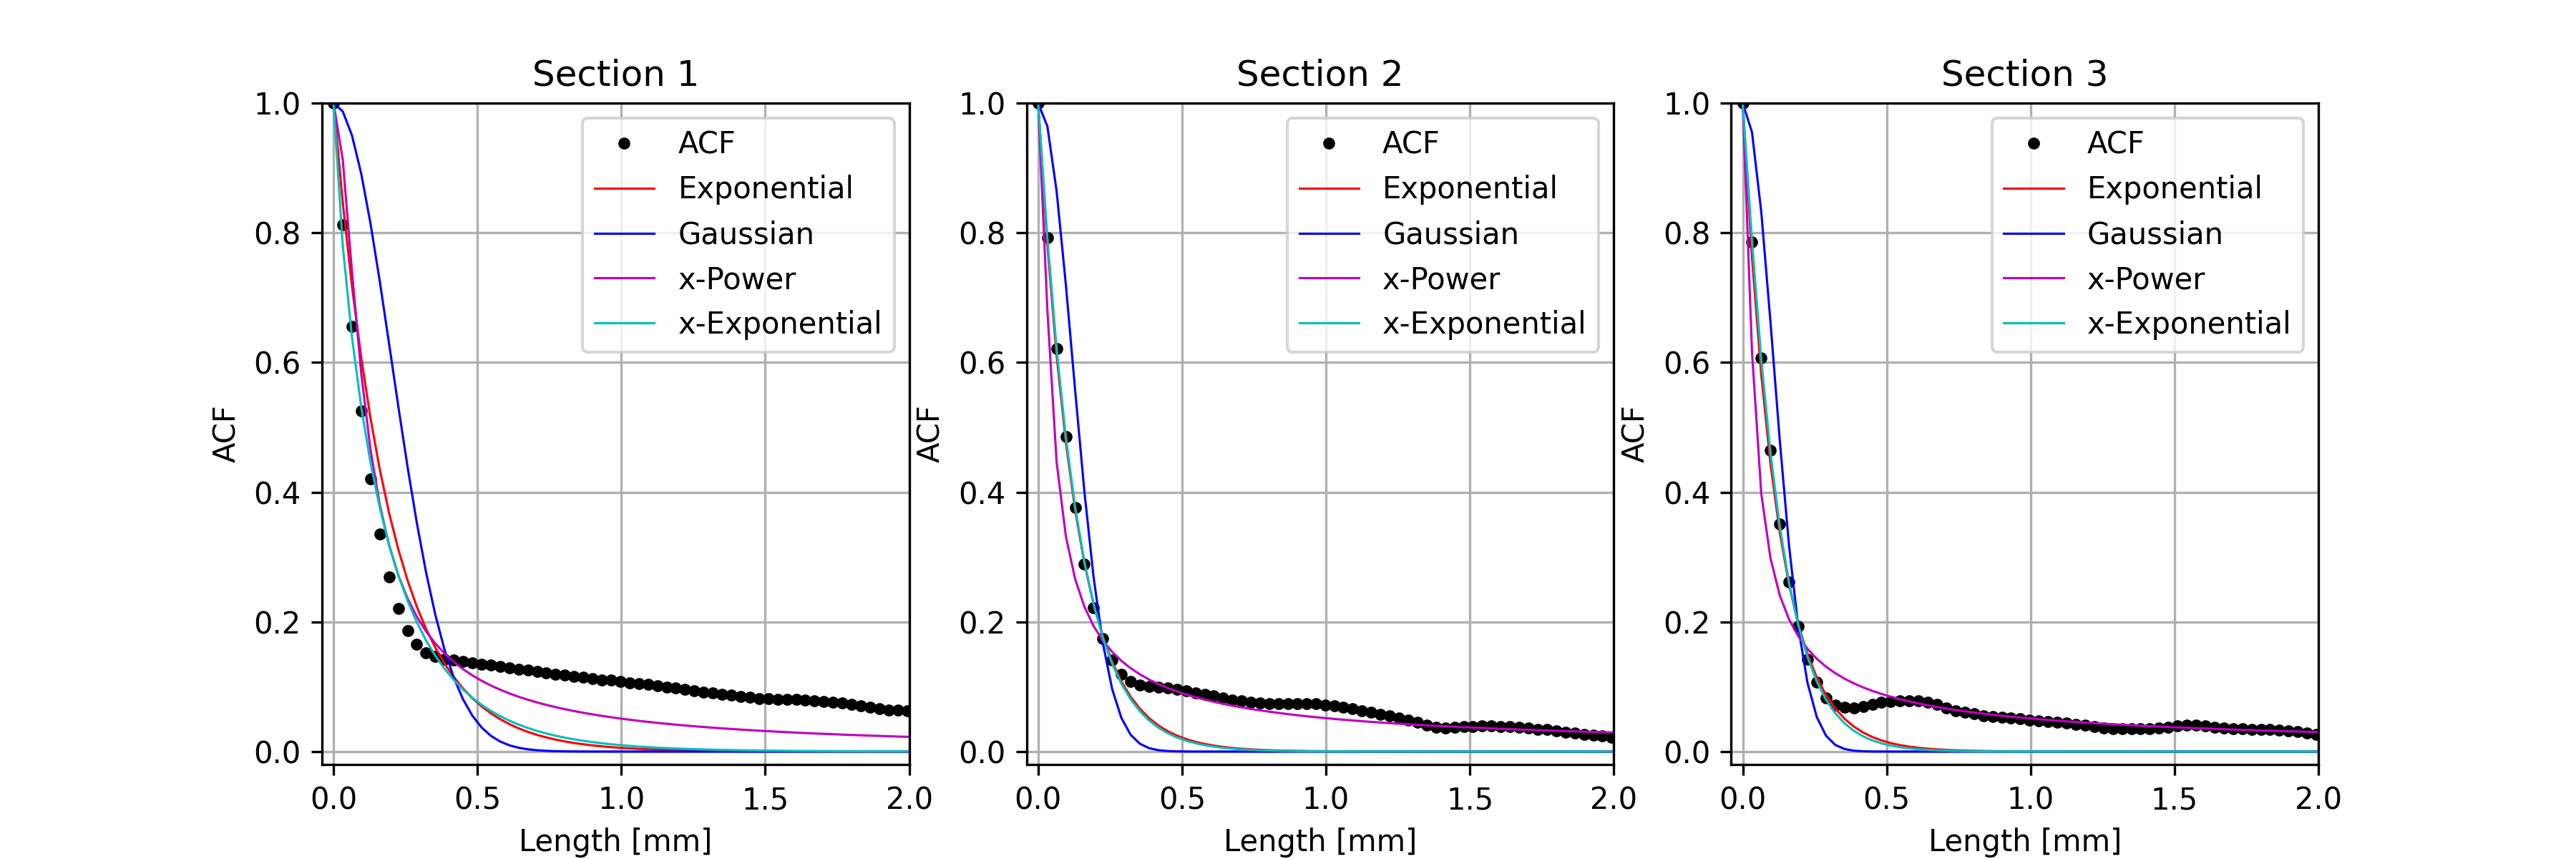 Section 1
1.0
0.8
0.6
0.4
0.2
0.0
ACF
ACF
Exponential
Gaussian
x-Power
x-Exponential
0.0 0.5 1.0 1.5 2.0
Length [mm]
Section 2
1.0
0.8
0.6
0.4
0.2
0.0
ACF
ACF
Exponential
Gaussian
x-Power
x-Exponential
0.0 0.5 1.0 1.5 2.0
Length [mm]
Section 3
1.0
0.8
0.6
0.4
0.2
0.0
ACF
ACF
Exponential
Gaussian
x-Power
x-Exponential
0.0 0.5 1.0 1.5 2.0
Length [mm]